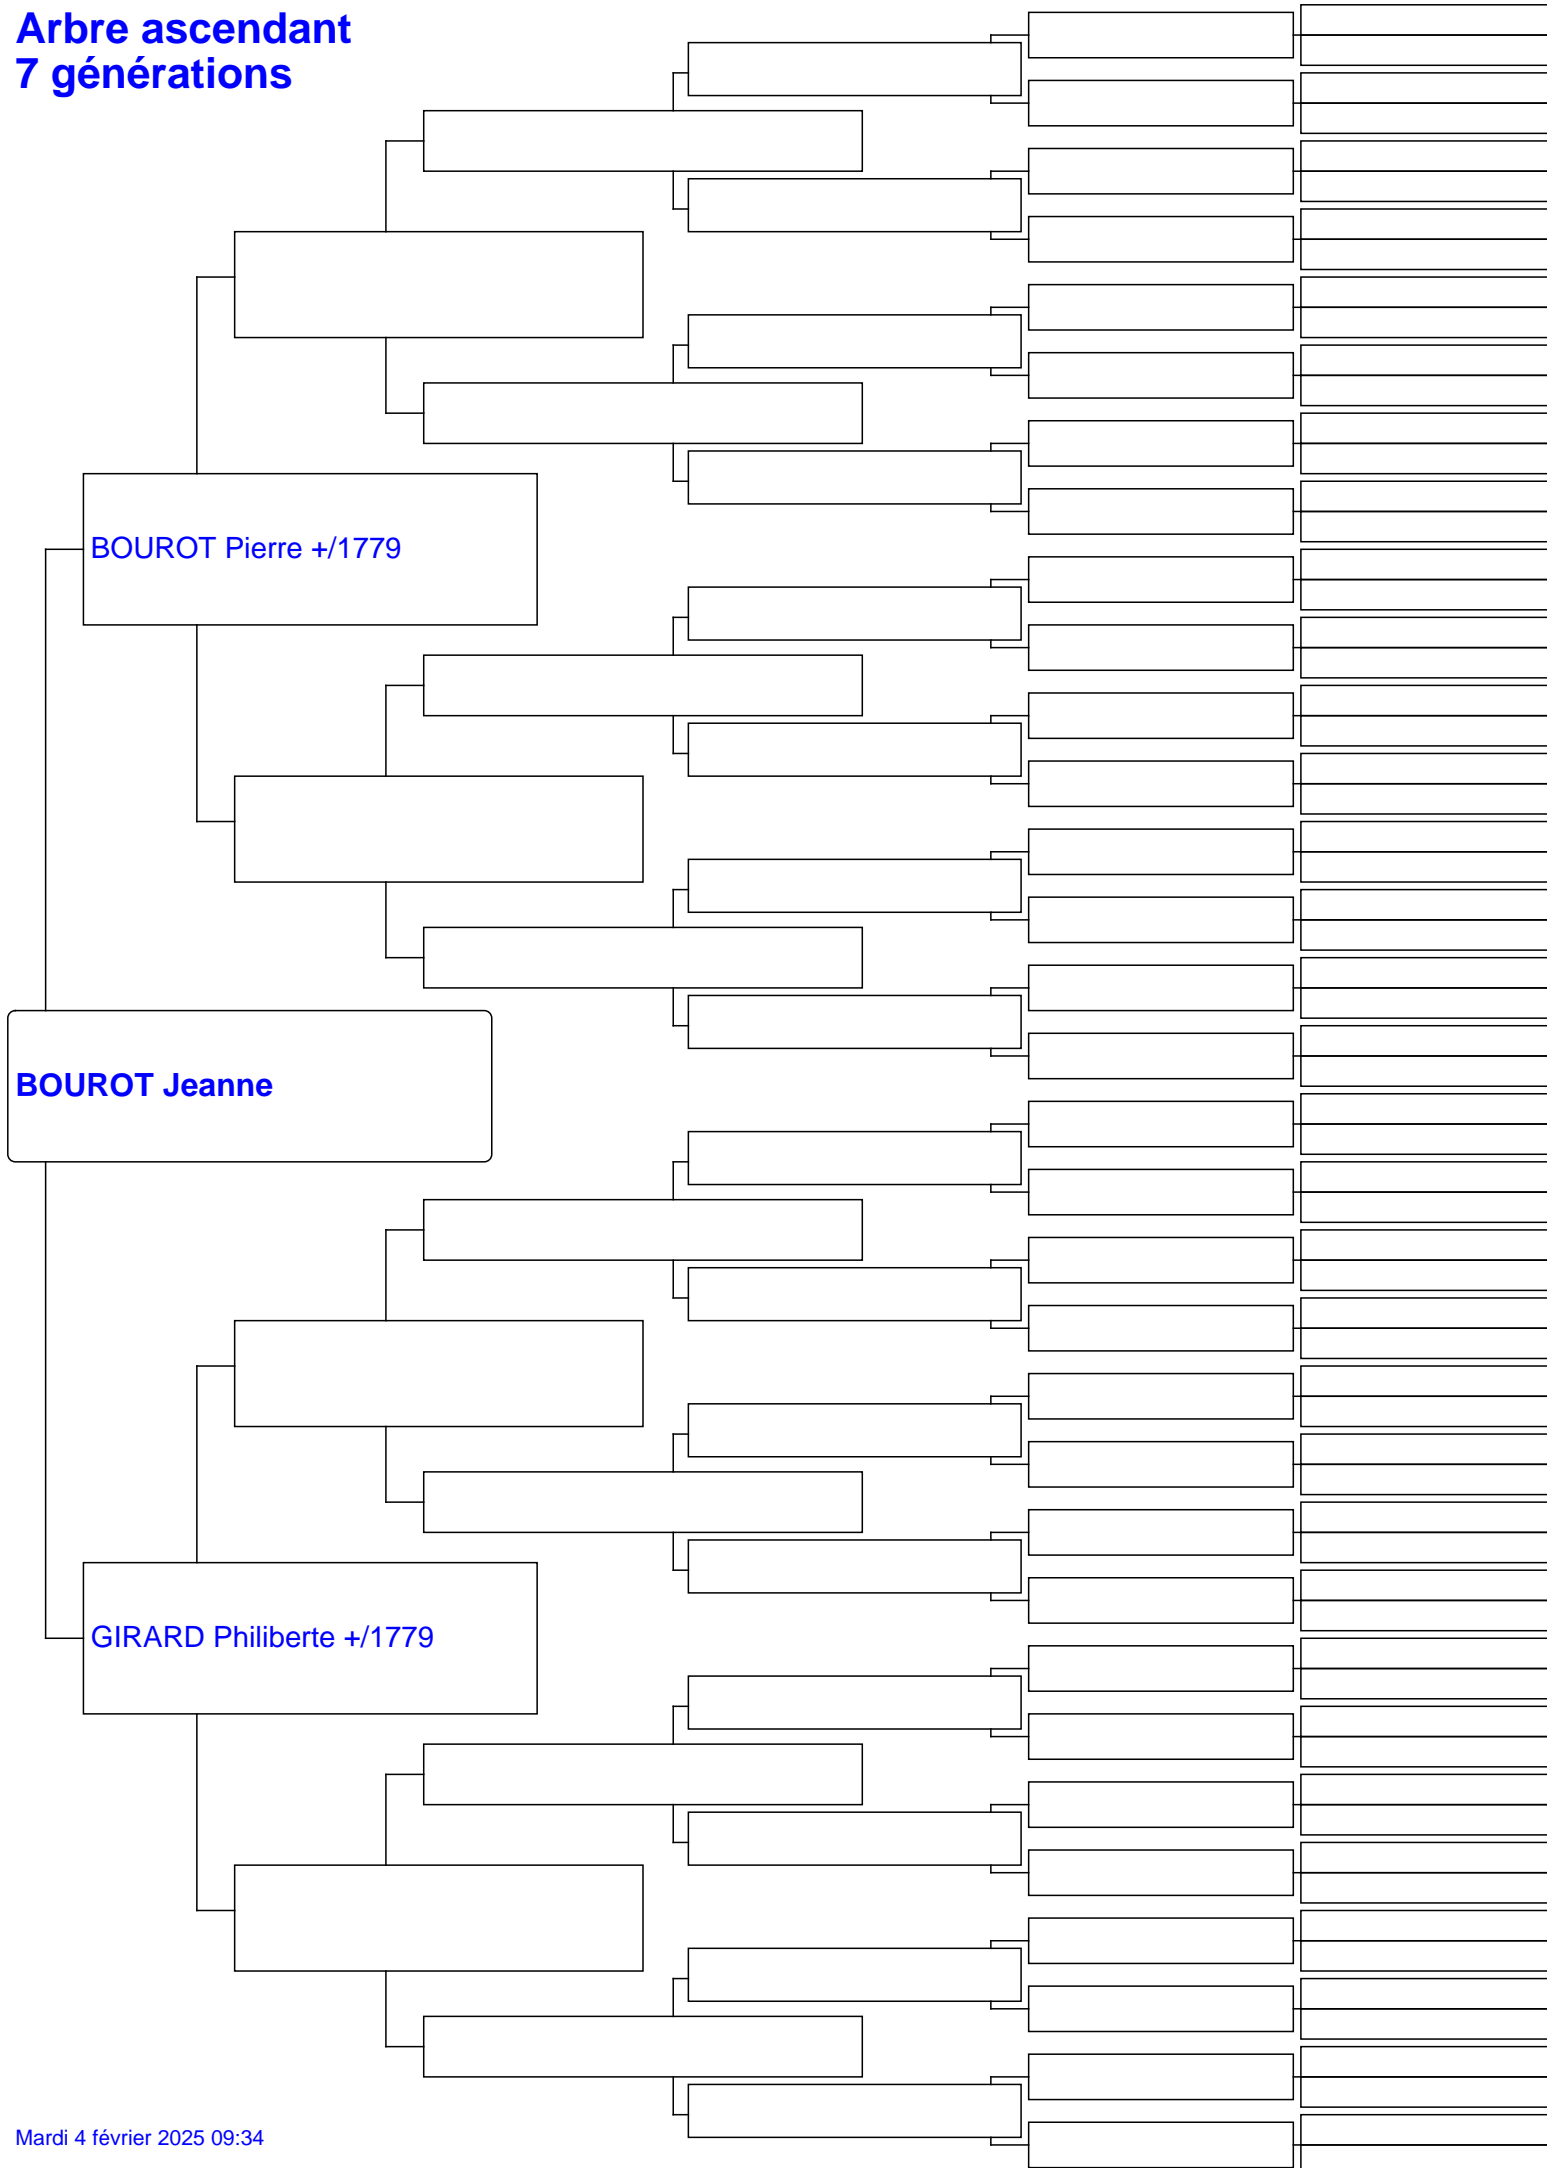 Arbre ascendant
7 générations
BOUROT Pierre +/1779
BOUROT Jeanne
GIRARD Philiberte +/1779
Mardi 4 février 2025 09:34